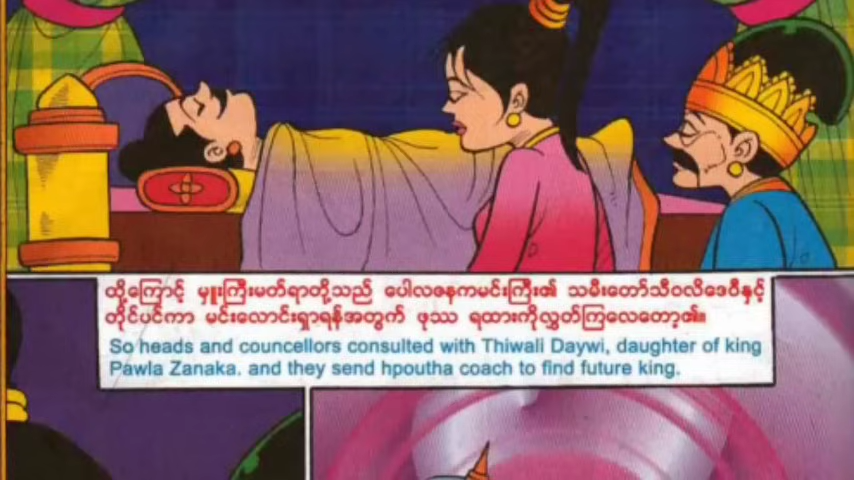 ထို့ကြောင့် မှူးကြီးမတ်ရာတို့သည် ပေါလဇနကမင်းကြီး၏ သမီးတော်သီဝလိဒေဝီနှင့်
တိုင်ပင်ကာ မင်းလောင်းရှာရန်အတွက် ဖုဿ ရထားကိုလွှတ်ကြလေတော့၏။
So heads and councellors consulted with Thiwali Daywi, daughter of king
Pawla Zanaka. and they send hpoutha coach to find future king.